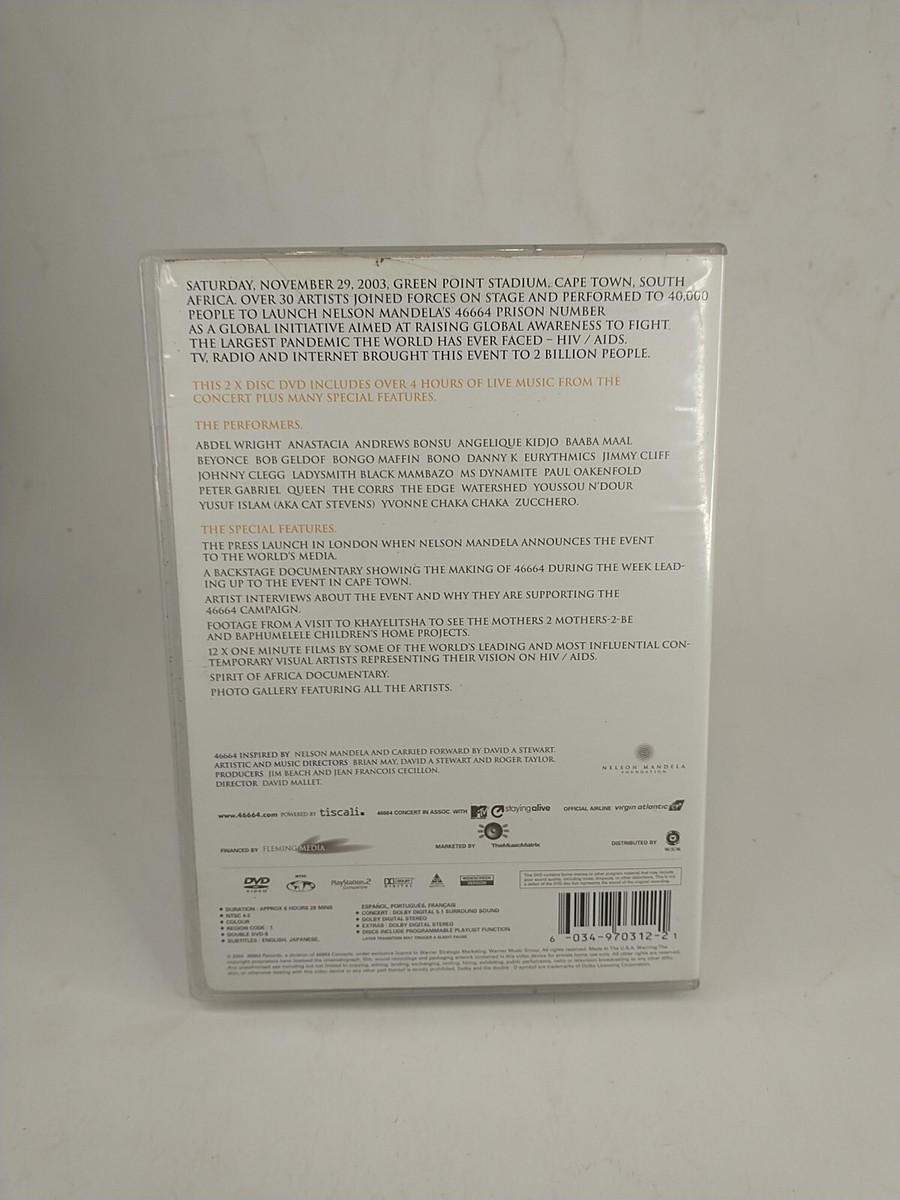 SATURDAY, NOVEMBER 29, 2003, GREEN POINT STADIUM, CAPE TOWN, SOUTH
AFRICA. OVER 30 ARTISTS JOINED FORCES ON STAGE AND PERFORMED TO 40,000
PEOPLE TO LAUNCH NELSON MANDELA'S 46664 PRISON NUMBER
AS A GLOBAL INITIATIVE AIMED AT RAISING GLOBAL AWARENESS TO FIGHT
THE LARGEST PANDEMIC THE WORLD HAS EVER FACED – HIV / AIDS.
TV, RADIO AND INTERNET BROUGHT THIS EVENT TO 2 BILLION PEOPLE.
THIS 2 X DISC DVD INCLUDES OVER 4 HOURS OF LIVE MUSIC FROM THE
CONCERT PLUS MANY SPECIAL FEATURES.
THE PERFORMERS.
ABDEL WRIGHT ANASTACIA ANDREWS BONSU ANGELIQUE KIDJO BAABA MAAL
BEYONCE BOB GELDOF BONGO MAFFIN BONO DANNY K EURYTHMICS JIMMY CLIFF
JOHNNY CLEGG LADYSMITH BLACK MAMBAZO MS DYNAMITE PAUL OAKENFOLD
PETER GABRIEL QUEEN THE CORRS THE EDGE WATERSHED YOUSSOU N'DOUR
YUSUF ISLAM (AKA CAT STEVENS) YVONNE CHAKA CHAKA ZUCCHERO.
THE SPECIAL FEATURES.
THE PRESS LAUNCH IN LONDON WHEN NELSON MANDELA ANNOUNCES THE EVENT
TO THE WORLD'S MEDIA.
A BACKSTAGE DOCUMENTARY SHOWING THE MAKING OF 46664 DURING THE WEEK LEAD-
ING UP TO THE EVENT IN CAPE TOWN.
ARTIST INTERVIEWS ABOUT THE EVENT AND WHY THEY ARE SUPPORTING THE
46664 CAMPAIGN.
FOOTAGE FROM A VISIT TO KHAYELITSHA TO SEE THE MOTHERS 2 MOTHERS-2-BE
AND BAPHUMELELE CHILDREN'S HOME PROJECTS.
12 X ONE MINUTE FILMS BY SOME OF THE WORLD'S LEADING AND MOST INFLUENTIAL CON-
TEMPORARY VISUAL ARTISTS REPRESENTING THEIR VISION ON HIV / AIDS.
SPIRIT OF AFRICA DOCUMENTARY.
PHOTO GALLERY FEATURING ALL THE ARTISTS.
46664 INSPIRED BY NELSON MANDELA AND CARRIED FORWARD BY DAVID A STEWART.
ARTISTIC AND MUSIC DIRECTORS BRIAN MAY, DAVID A STEWART AND ROGER TAYLOR.
PRODUCERS JIM BEACH AND JEAN FRANCOIS CECILLON.
DIRECTOR DAVID MALLET.
NELSON MANDELA
FOUNDATION
www.46664.com POWERED BY tiscali. 46664 CONCERT IN ASSOC. WITH MTV stayingalive OFFICIAL AIRLINE virgin atlantic
FINANCED BY FLEMING MEDIA MARKETED BY TheMusicMatrix DISTRIBUTED BY
DVD VIDEO NTSC PlayStation 2 DOLBY DIGITAL WIDESCREEN VERSION
DURATION : APPROX 6 HOURS 28 MINS
NTSC 4:3
COLOUR
REGION CODE : 1
DOUBLE DVD-9
SUBTITLES : ENGLISH, JAPANESE,
ESPAÑOL, PORTUGUÊS, FRANÇAIS
CONCERT : DOLBY DIGITAL 5.1 SURROUND SOUND
DOLBY DIGITAL STEREO
EXTRAS : DOLBY DIGITAL STEREO
DISCS INCLUDE PROGRAMMABLE PLAYLIST FUNCTION
LAYER TRANSITION MAY TRIGGER A SLIGHT PAUSE
6 -034-970312-2 1